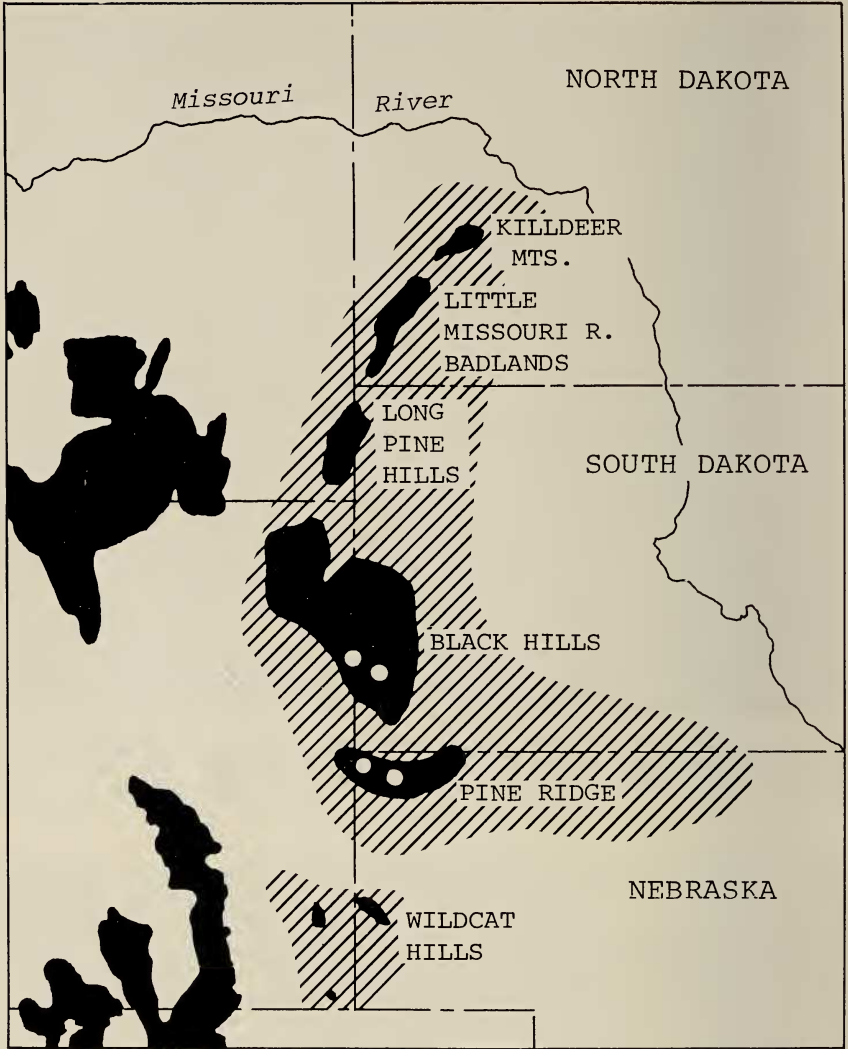 NORTH DAKOTA
Missouri River
KILLDEER
MTS.
LITTLE
MISSOURI R.
BADLANDS
LONG
PINE
HILLS
SOUTH DAKOTA
BLACK HILLS
PINE RIDGE
NEBRASKA
WILDCAT
HILLS